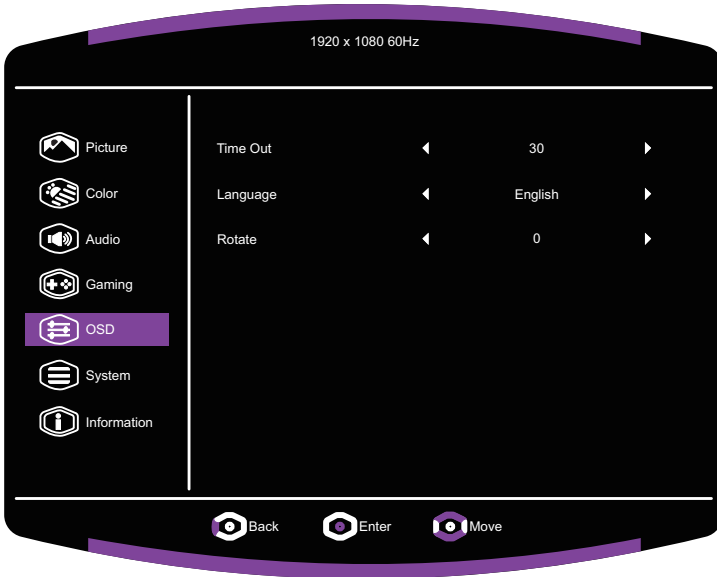 1920 x 1080 60Hz
Picture
Color
Audio
Gaming
OSD
System
Information
Time Out 30
Language English
Rotate 0
Back Enter Move